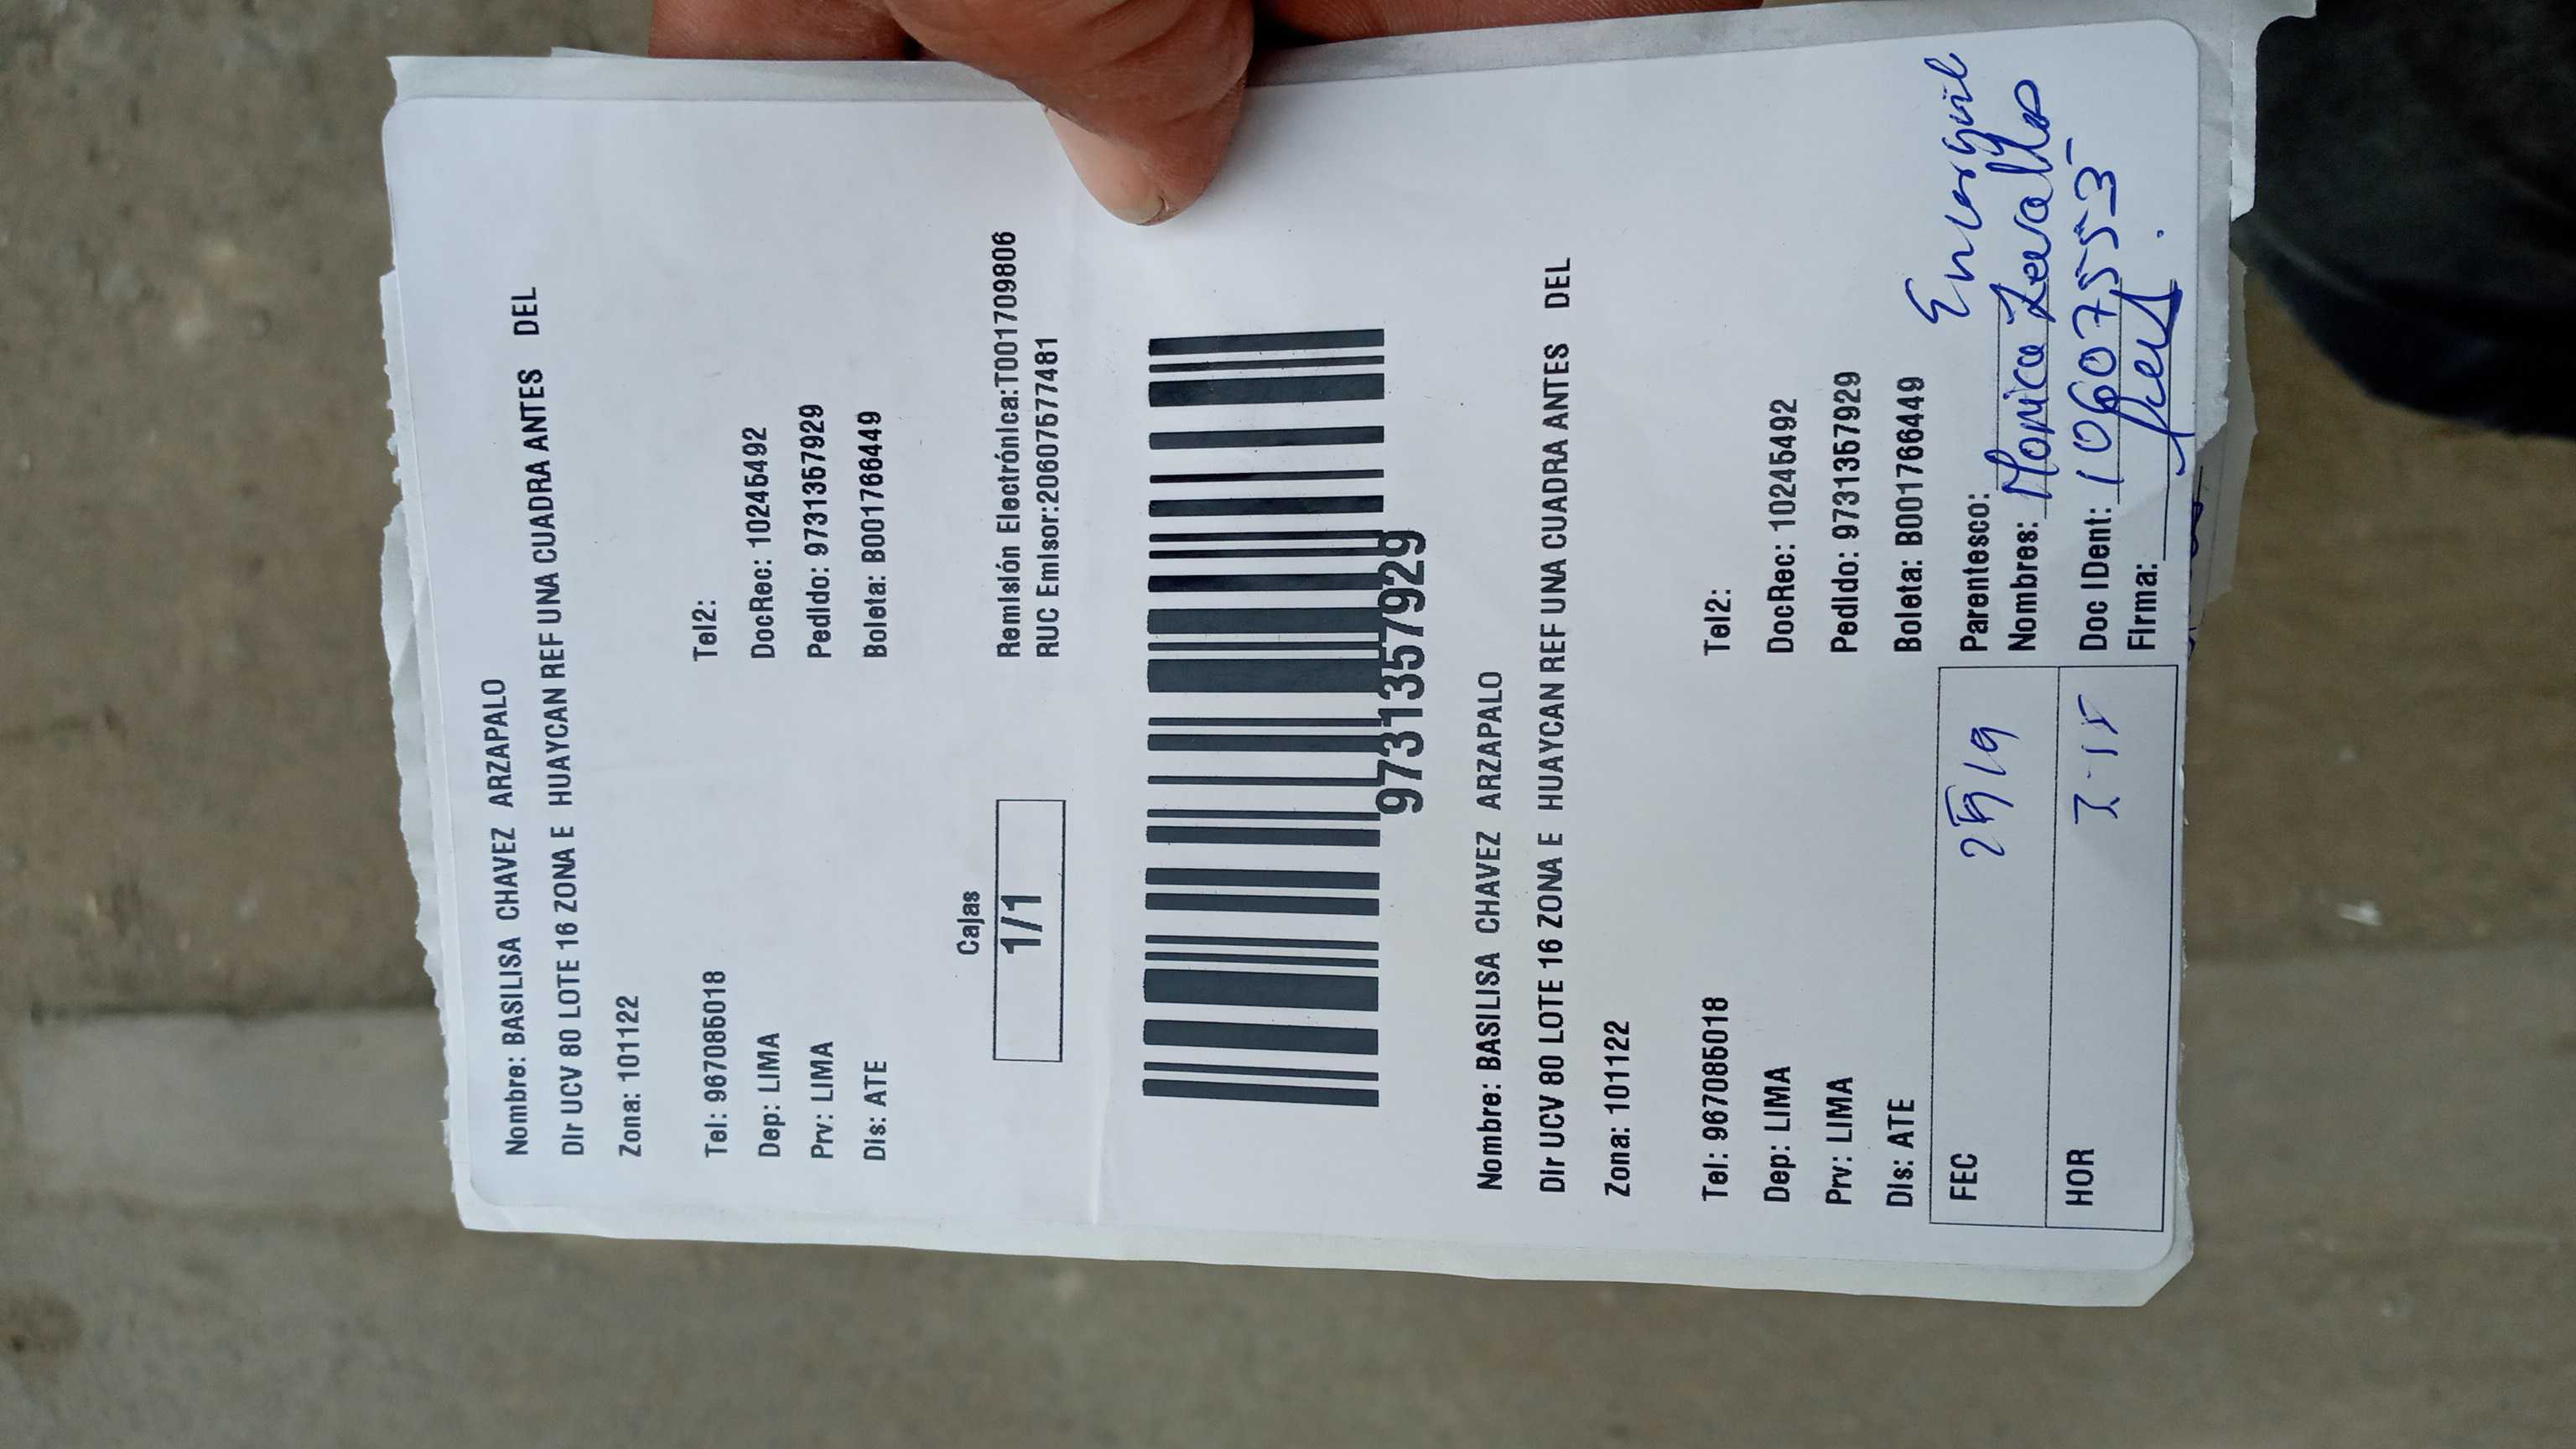 Nombre: BASILISA CHAVEZ ARZAPALO
Dir UCV 80 LOTE 16 ZONA E HUAYCAN REF UNA CUADRA ANTES DEL
Zona: 101122
Tel: 967085018 Tel2:
Dep: LIMA DocRec: 10245492
Prv: LIMA Pedido: 9731357929
Dis: ATE Boleta: B001766449
Cajas
1/1
Remisión Electrónica:T001709806
RUC Emisor:20607577481
9731357929
Nombre: BASILISA CHAVEZ ARZAPALO
Dir UCV 80 LOTE 16 ZONA E HUAYCAN REF UNA CUADRA ANTES DEL
Zona: 101122
Tel: 967085018 Tel2:
Dep: LIMA DocRec: 10245492
Prv: LIMA Pedido: 9731357929
Dis: ATE Boleta: B001766449
FEC
Parentesco:
Nombres: Monica Zevallos
HOR
Doc IDent: 10607553
Firma: